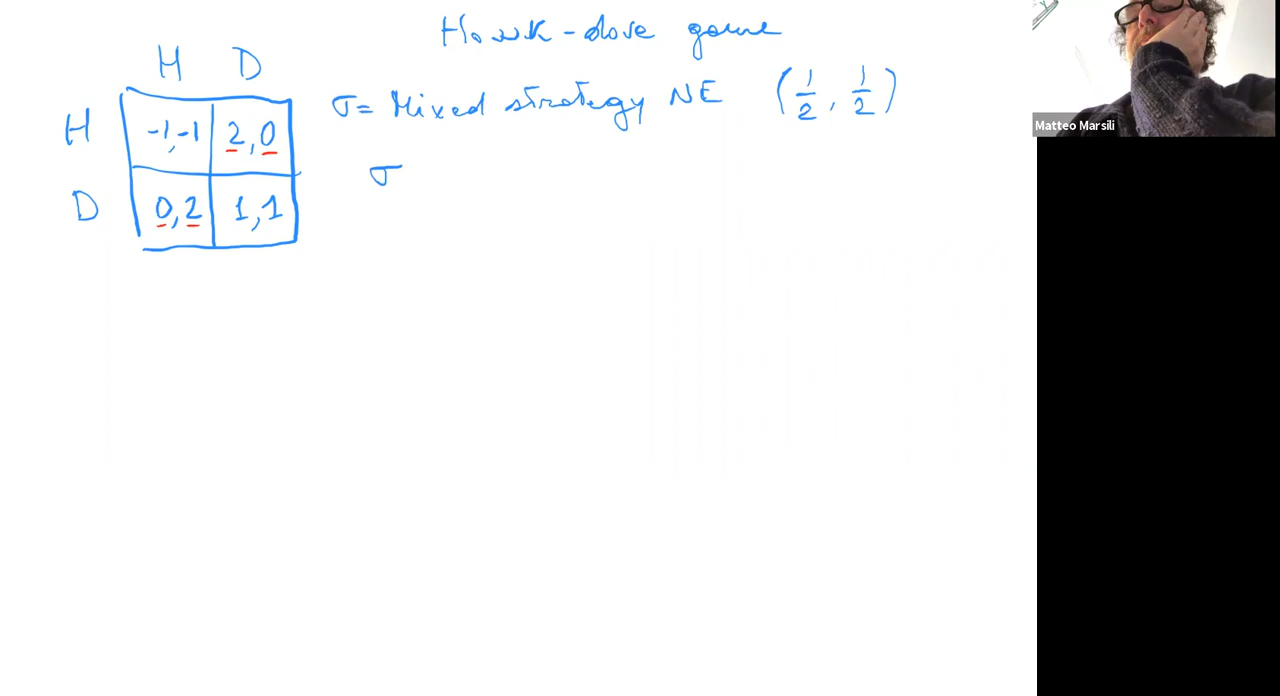 Hawk-dove game
H D
σ = Mixed strategy NE (1/2, 1/2)
H -1,-1 2,0
σ
D 0,2 1,1
Matteo Marsili